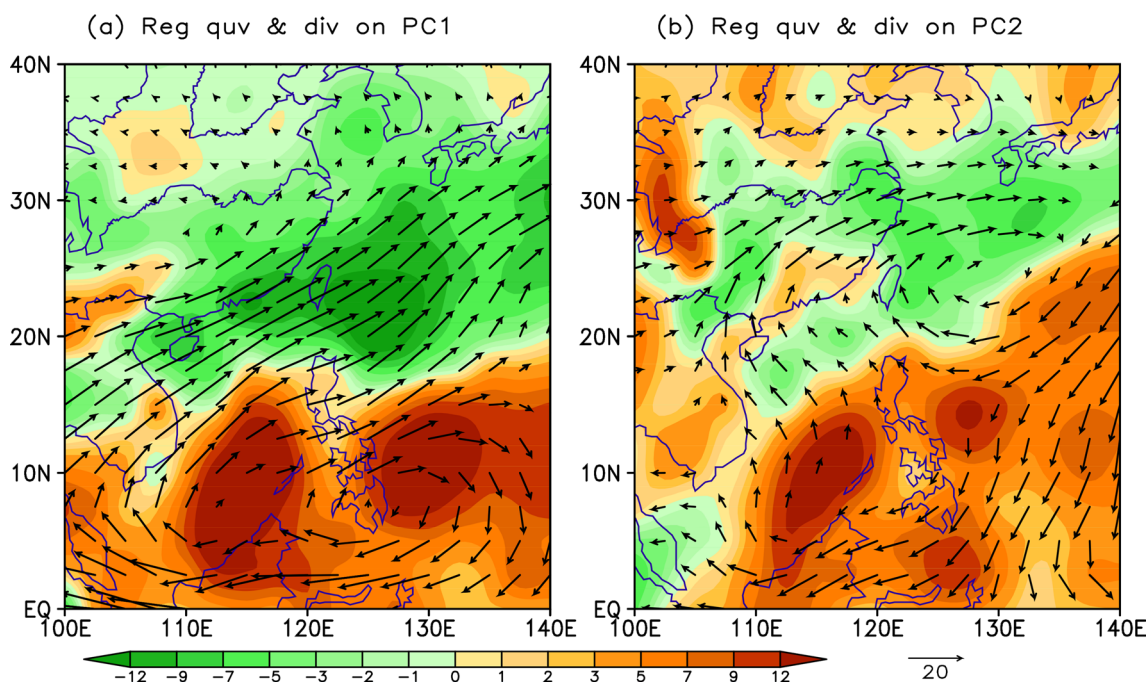 (a) Reg quv & div on PC1
(b) Reg quv & div on PC2
40N
30N
20N
10N
EQ
100E 110E 120E 130E 140E
40N
30N
20N
10N
EQ
100E 110E 120E 130E 140E
−12 −9 −7 −5 −3 −2 −1 0 1 2 3 5 7 9 12
20